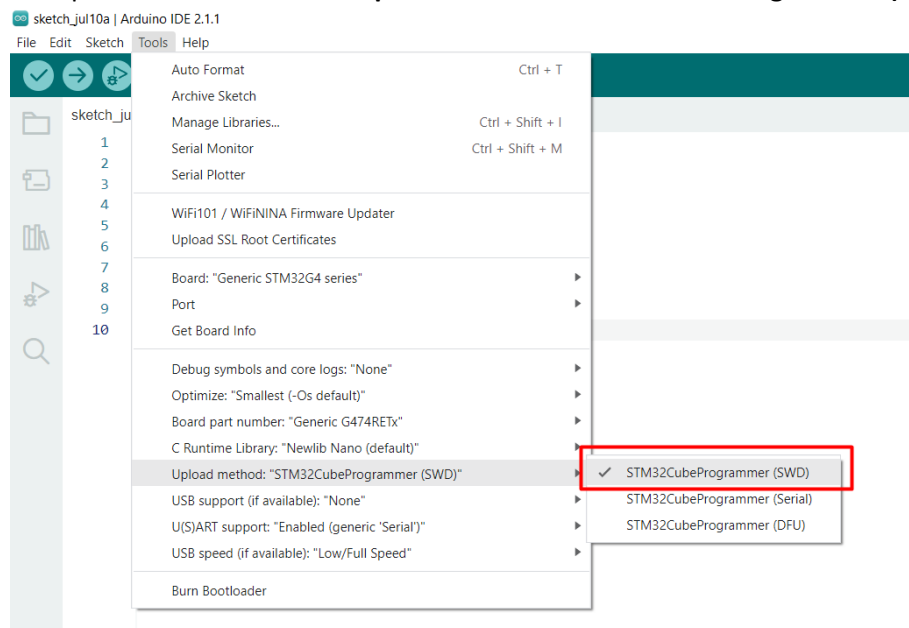 sketch_jul10a | Arduino IDE 2.1.1
File Edit Sketch Tools Help
sketch_ju
Auto Format Ctrl + T
Archive Sketch
Manage Libraries... Ctrl + Shift + I
Serial Monitor Ctrl + Shift + M
Serial Plotter
WiFi101 / WiFiNINA Firmware Updater
Upload SSL Root Certificates
Board: "Generic STM32G4 series"
Port
Get Board Info
Debug symbols and core logs: "None"
Optimize: "Smallest (-Os default)"
Board part number: "Generic G474RETx"
C Runtime Library: "Newlib Nano (default)"
Upload method: "STM32CubeProgrammer (SWD)"
USB support (if available): "None"
U(S)ART support: "Enabled (generic 'Serial')"
USB speed (if available): "Low/Full Speed"
Burn Bootloader
STM32CubeProgrammer (SWD)
STM32CubeProgrammer (Serial)
STM32CubeProgrammer (DFU)
1
2
3
4
5
6
7
8
9
10